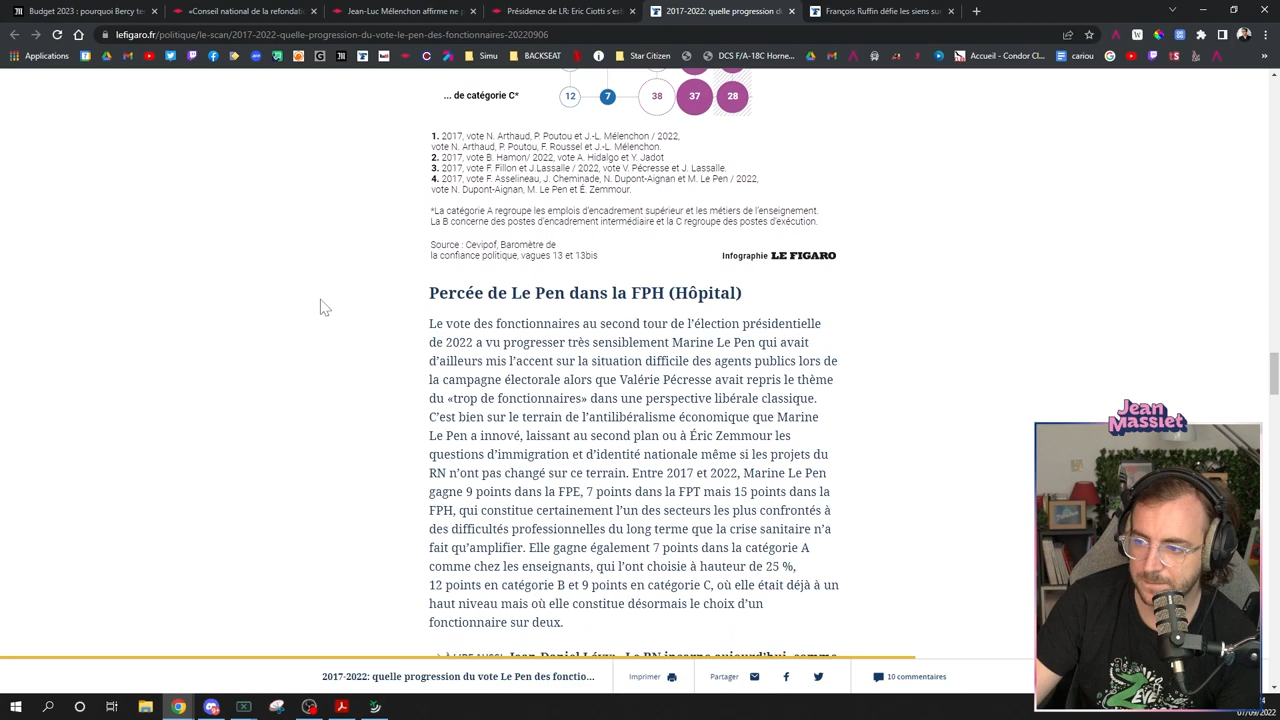 Budget 2023 : pourquoi Bercy te
«Conseil national de la refondati
Jean-Luc Mélenchon affirme ne p
Présidence de LR: Eric Ciotti s'es
2017-2022: quelle progression du
François Ruffin défie les siens su
lefigaro.fr/politique/le-scan/2017-2022-quelle-progression-du-vote-le-pen-des-fonctionnaires-20220906
Applications
Simu
BACKSEAT
Star Citizen
DCS F/A-18C Horne...
Accueil - Condor Cl...
cariou
... de catégorie C*
12
7
38
37
28
1. 2017, vote N. Arthaud, P. Poutou et J.-L. Mélenchon / 2022,
vote N. Arthaud, P. Poutou, F. Roussel et J.-L. Mélenchon.
2. 2017, vote B. Hamon/ 2022, vote A. Hidalgo et Y. Jadot
3. 2017, vote F. Fillon et J.Lassalle / 2022, vote V. Pécresse et J. Lassalle.
4. 2017, vote F. Asselineau, J. Cheminade, N. Dupont-Aignan et M. Le Pen / 2022,
vote N. Dupont-Aignan, M. Le Pen et É. Zemmour.
*La catégorie A regroupe les emplois d'encadrement supérieur et les métiers de l'enseignement.
La B concerne des postes d'encadrement intermédiaire et la C regroupe des postes d'exécution.
Source : Cevipof, Baromètre de
la confiance politique, vagues 13 et 13bis
Infographie LE FIGARO
Percée de Le Pen dans la FPH (Hôpital)
Le vote des fonctionnaires au second tour de l'élection présidentielle
de 2022 a vu progresser très sensiblement Marine Le Pen qui avait
d'ailleurs mis l'accent sur la situation difficile des agents publics lors de
la campagne électorale alors que Valérie Pécresse avait repris le thème
du «trop de fonctionnaires» dans une perspective libérale classique.
C'est bien sur le terrain de l'antilibéralisme économique que Marine
Le Pen a innové, laissant au second plan ou à Éric Zemmour les
questions d'immigration et d'identité nationale même si les projets du
RN n'ont pas changé sur ce terrain. Entre 2017 et 2022, Marine Le Pen
gagne 9 points dans la FPE, 7 points dans la FPT mais 15 points dans la
FPH, qui constitue certainement l'un des secteurs les plus confrontés à
des difficultés professionnelles du long terme que la crise sanitaire n'a
fait qu'amplifier. Elle gagne également 7 points dans la catégorie A
comme chez les enseignants, qui l'ont choisie à hauteur de 25 %,
12 points en catégorie B et 9 points en catégorie C, où elle était déjà à un
haut niveau mais où elle constitue désormais le choix d'un
fonctionnaire sur deux.
À LIRE AUSSI Jean-Daniel Lévy: «Le RN incarne aujourd'hui, comme
2017-2022: quelle progression du vote Le Pen des fonctio...
Imprimer
Partager
10 commentaires
Jean
Massiet
07/09/2022